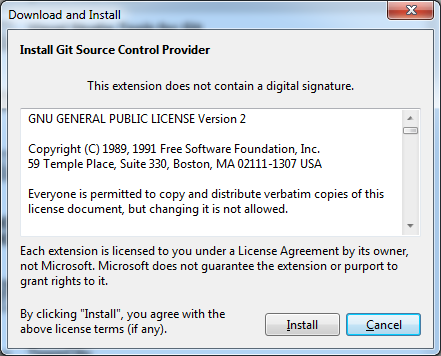 Download and Install
Install Git Source Control Provider
This extension does not contain a digital signature.
GNU GENERAL PUBLIC LICENSE Version 2
Copyright (C) 1989, 1991 Free Software Foundation, Inc.
59 Temple Place, Suite 330, Boston, MA 02111-1307 USA
Everyone is permitted to copy and distribute verbatim copies of this
license document, but changing it is not allowed.
Each extension is licensed to you under a License Agreement by its owner,
not Microsoft. Microsoft does not guarantee the extension or purport to
grant rights to it.
By clicking "Install", you agree with the
above license terms (if any).
Install
Cancel